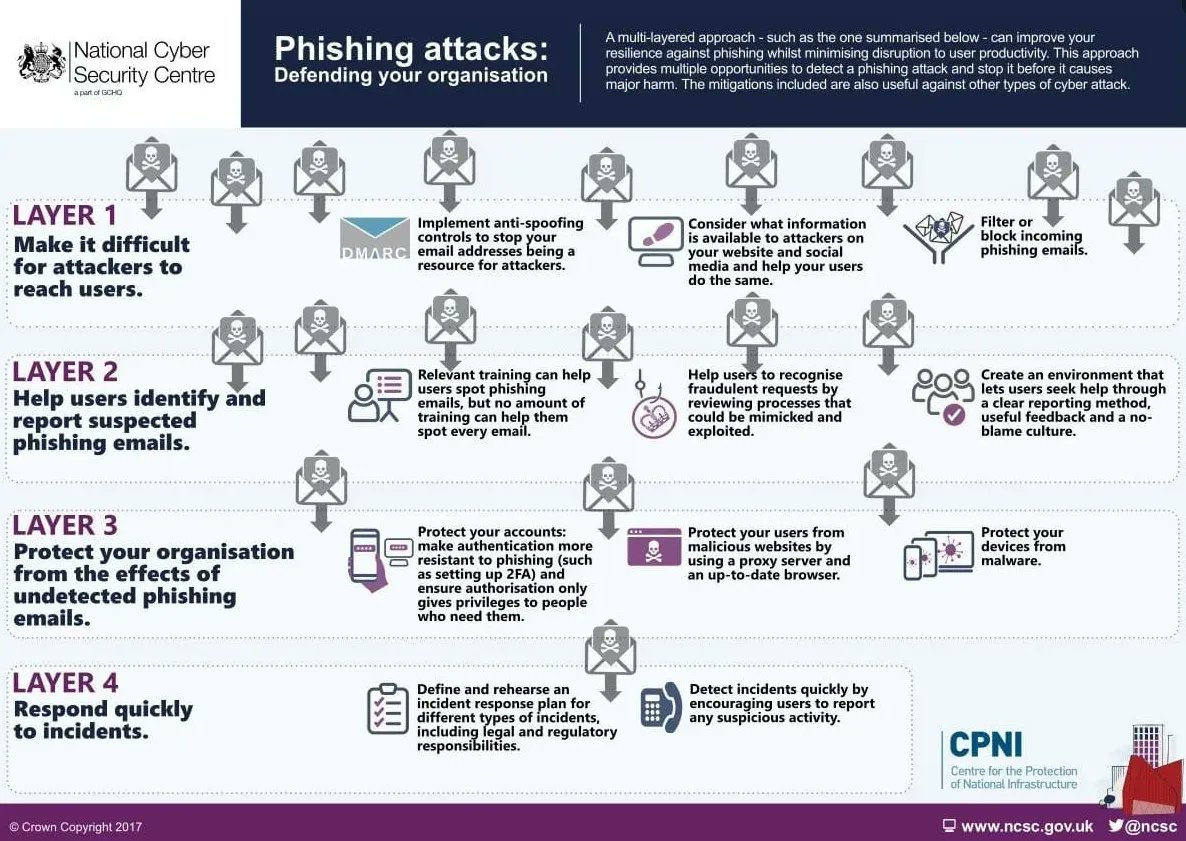 National Cyber
Security Centre
a part of GCHQ
Phishing attacks:
Defending your organisation
A multi-layered approach - such as the one summarised below - can improve your
resilience against phishing whilst minimising disruption to user productivity. This approach
provides multiple opportunities to detect a phishing attack and stop it before it causes
major harm. The mitigations included are also useful against other types of cyber attack.
LAYER 1
Make it difficult
for attackers to
reach users.
DMARC
Implement anti-spoofing
controls to stop your
email addresses being a
resource for attackers.
Consider what information
is available to attackers on
your website and social
media and help your users
do the same.
Filter or
block incoming
phishing emails.
LAYER 2
Help users identify and
report suspected
phishing emails.
Relevant training can help
users spot phishing
emails, but no amount of
training can help them
spot every email.
Help users to recognise
fraudulent requests by
reviewing processes that
could be mimicked and
exploited.
Create an environment that
lets users seek help through
a clear reporting method,
useful feedback and a no-
blame culture.
LAYER 3
Protect your organisation
from the effects of
undetected phishing
emails.
Protect your accounts:
make authentication more
resistant to phishing (such
as setting up 2FA) and
ensure authorisation only
gives privileges to people
who need them.
Protect your users from
malicious websites by
using a proxy server and
an up-to-date browser.
Protect your
devices from
malware.
LAYER 4
Respond quickly
to incidents.
Define and rehearse an
incident response plan for
different types of incidents,
including legal and regulatory
responsibilities.
Detect incidents quickly by
encouraging users to report
any suspicious activity.
CPNI
Centre for the Protection
of National Infrastructure
© Crown Copyright 2017
www.ncsc.gov.uk
@ncsc